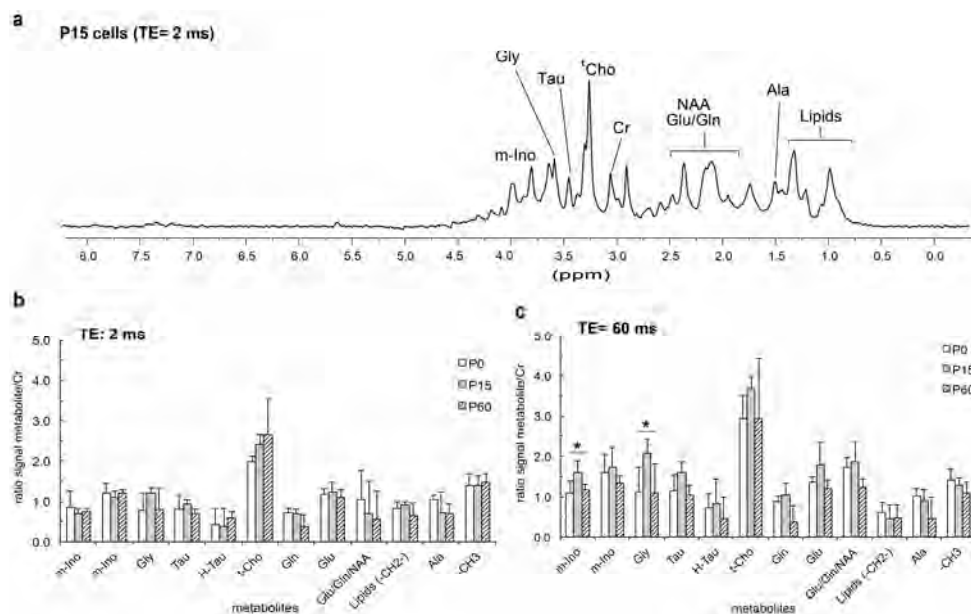 a
P15 cells (TE= 2 ms)
Gly
Tau
tCho
Cr
m-Ino
NAA
Glu/Gln
Ala
Lipids
8.0 7.5 7.0 6.5 6.0 5.5 5.0 4.5 4.0 3.5 3.0 2.5 2.0 1.5 1.0 0.5 0.0
(ppm)
b
TE: 2 ms
5.0
4.0
3.0
2.0
1.0
0.0
ratio signal metabolite/Cr
P0
P15
P60
m-Ino
m-Ino
Gly
Tau
H-Tau
t-Cho
Gln
Glu
Glu/Gln/NAA
Lipids (-CH2-)
Ala
-CH3
metabolites
c
TE= 60 ms
5.0
4.0
3.0
2.0
1.0
0.0
ratio signal metabolite/Cr
P0
P15
P60
*
*
m-Ino
m-Ino
Gly
Tau
H-Tau
t-Cho
Gln
Glu
Glu/Gln/NAA
Lipids (-CH2-)
Ala
-CH3
metabolites